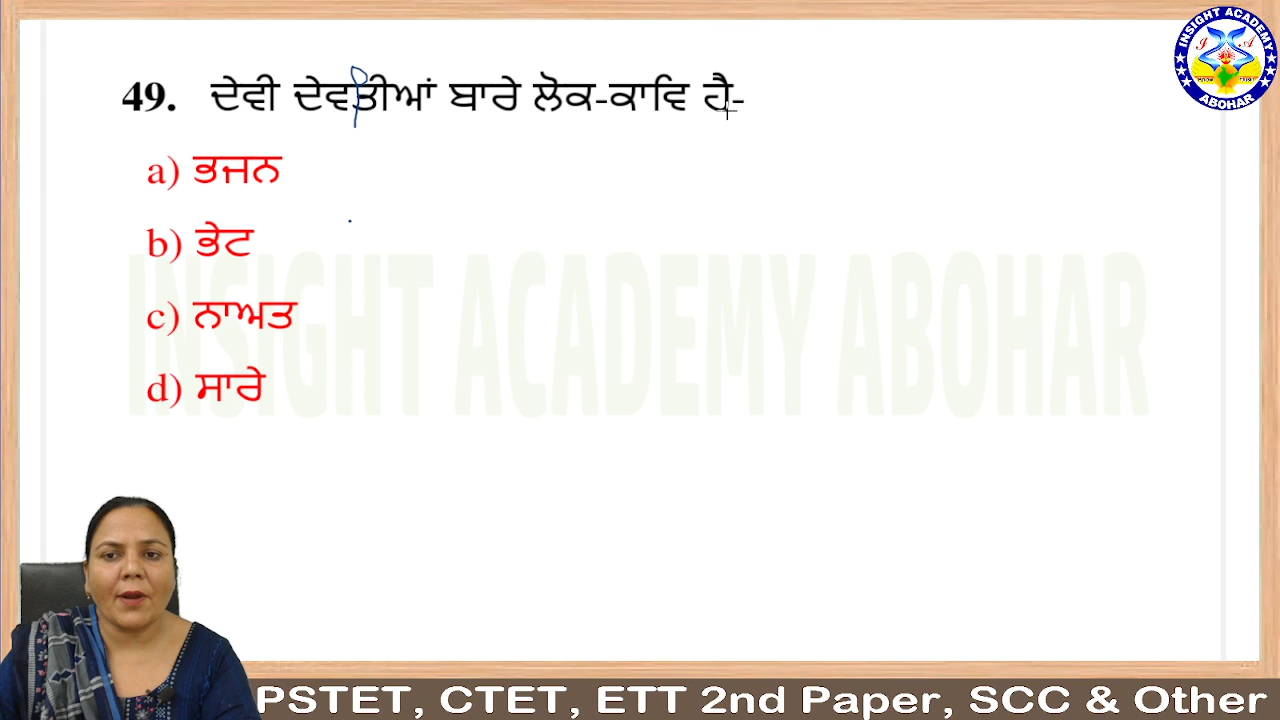 INSIGHT ACADEMY
ABOHAR
49. ਦੇਵੀ ਦੇਵਤੀਆਂ ਬਾਰੇ ਲੋਕ-ਕਾਵਿ ਹੈ-
a) ਭਜਨ
b) ਭੇਟ
c) ਨਾਅਤ
d) ਸਾਰੇ
INSIGHT ACADEMY ABOHAR
PSTET, CTET, ETT 2nd Paper, SCC & Other